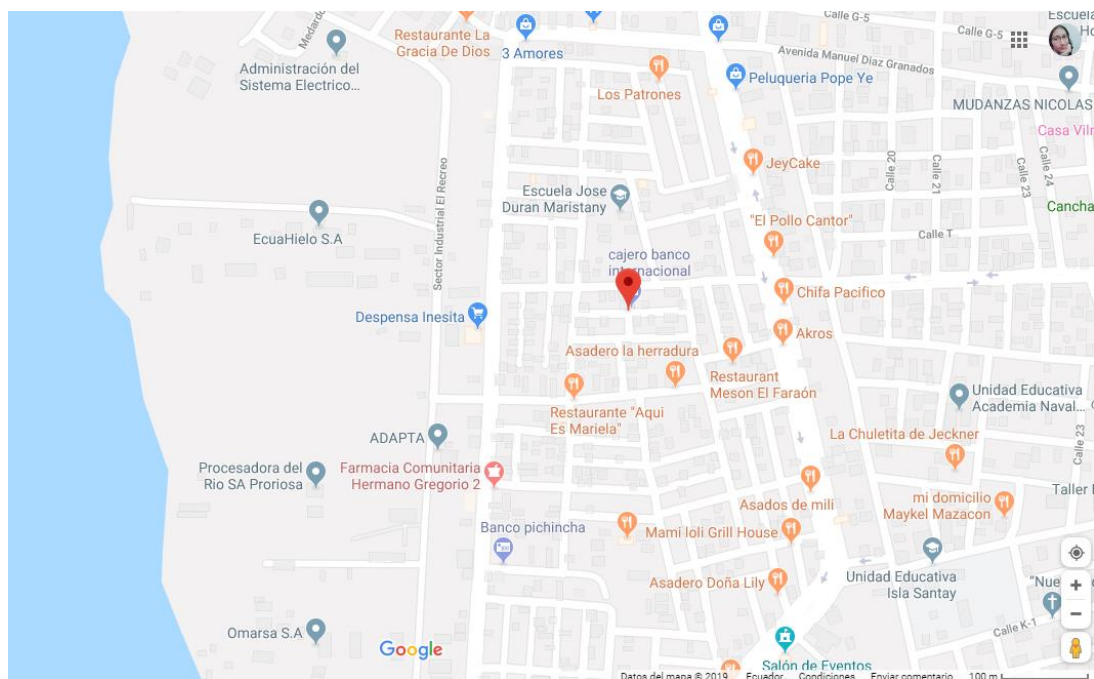 Calle G-5
Calle G-5
Escuela
Ho
Restaurante La
Gracia De Dios
Medardo
3 Amores
Administración del
Sistema Electrico...
Avenida Manuel Diaz Granados
Peluqueria Pope Ye
Los Patrones
MUDANZAS NICOLAS
Casa Viln
JeyCake
Calle 20
Calle 21
Calle 23
Calle 24
Escuela Jose
Duran Maristany
Sector Industrial El Recreo
Cancha
EcuaHielo S.A
"El Pollo Cantor"
Calle T
cajero banco
internacional
Chifa Pacifico
Despensa Inesita
Akros
Asadero la herradura
Restaurant
Meson El Faraón
Unidad Educativa
Academia Naval...
Restaurante "Aqui
Es Mariela"
ADAPTA
La Chuletita de Jeckner
Calle 23
Procesadora del
Rio SA Proriosa
Farmacia Comunitaria
Hermano Gregorio 2
Taller
Asados de mili
mi domicilio
Maykel Mazacon
Banco pichincha
Mami loli Grill House
Asadero Doña Lily
Unidad Educativa
Isla Santay
"Nue
Omarsa S.A
Calle K-1
Google
Salón de Eventos
Datos del mapa © 2019 Ecuador Condiciones Enviar comentario 100 m